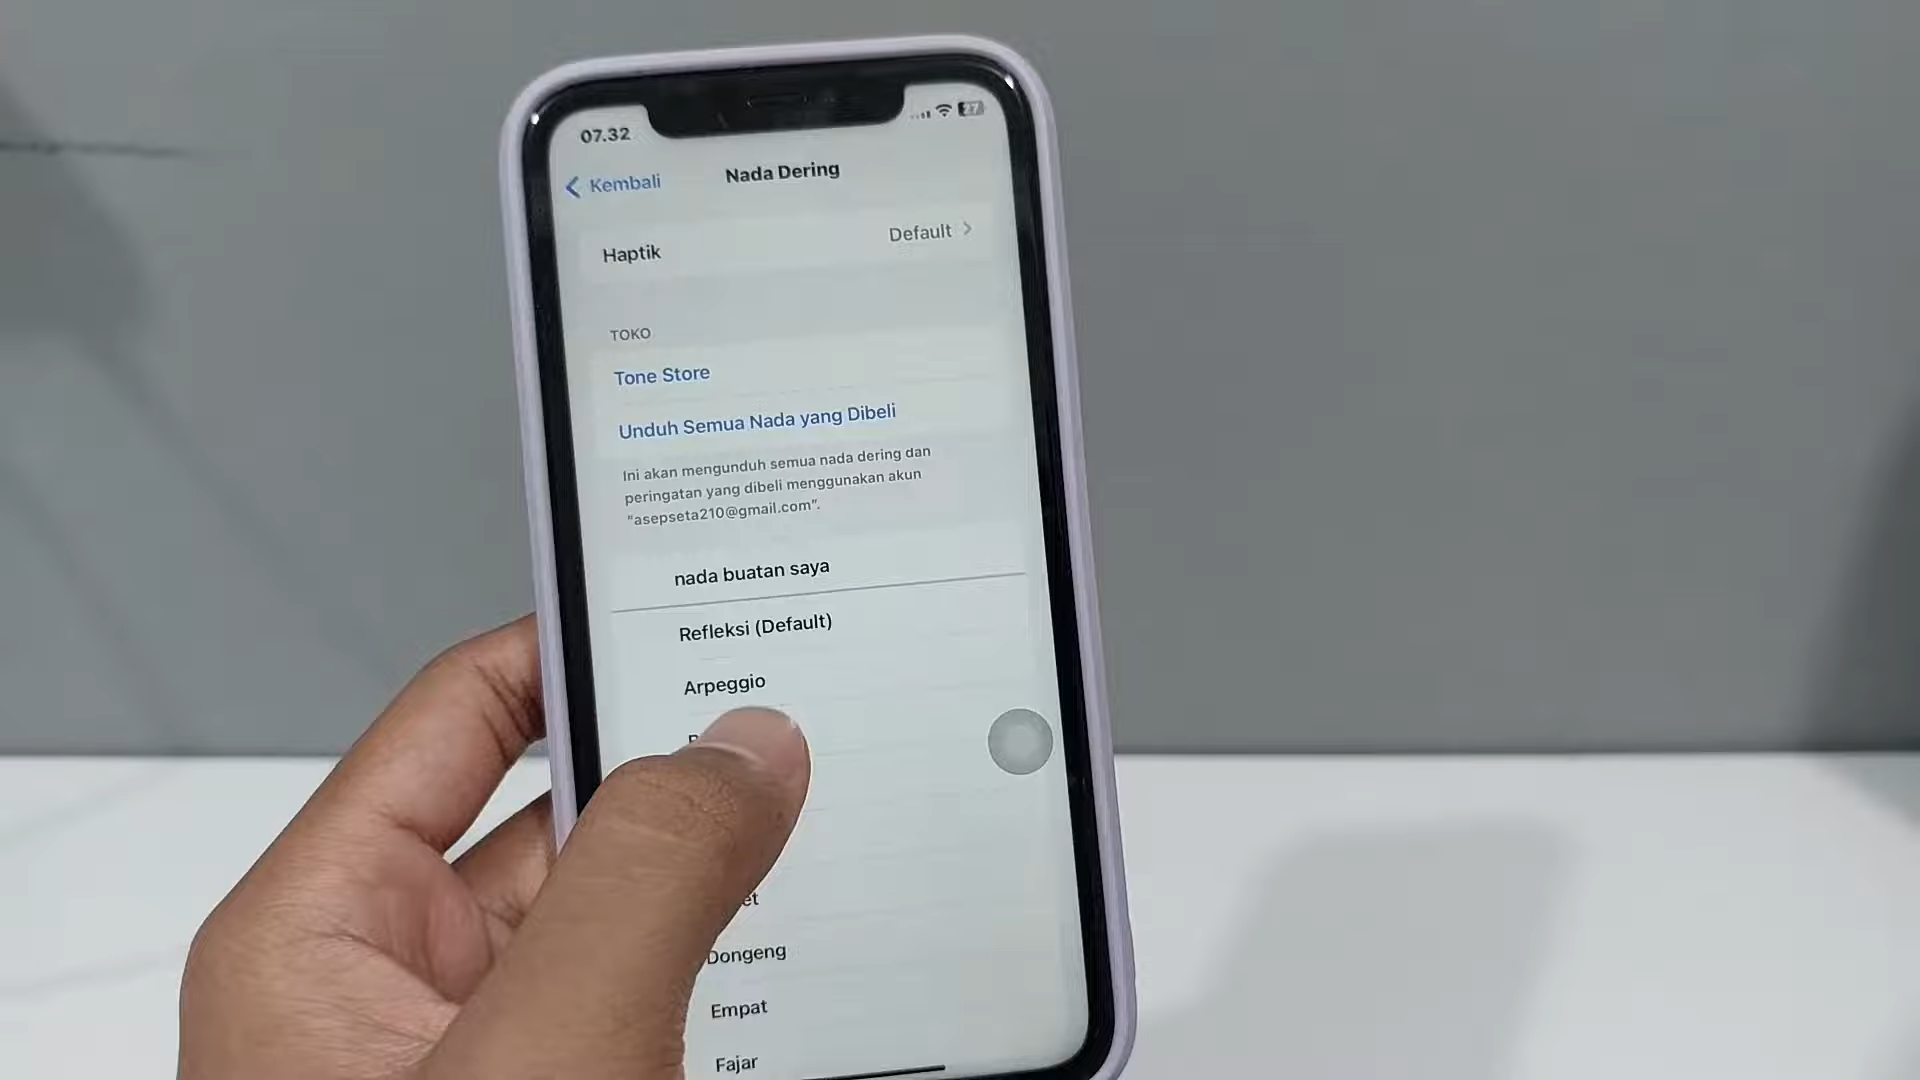 07.32
27
Kembali
Nada Dering
Haptik
Default
TOKO
Tone Store
Unduh Semua Nada yang Dibeli
Ini akan mengunduh semua nada dering dan
peringatan yang dibeli menggunakan akun
“asepseta210@gmail.com”.
nada buatan saya
Refleksi (Default)
Arpeggio
Dongeng
Empat
Fajar